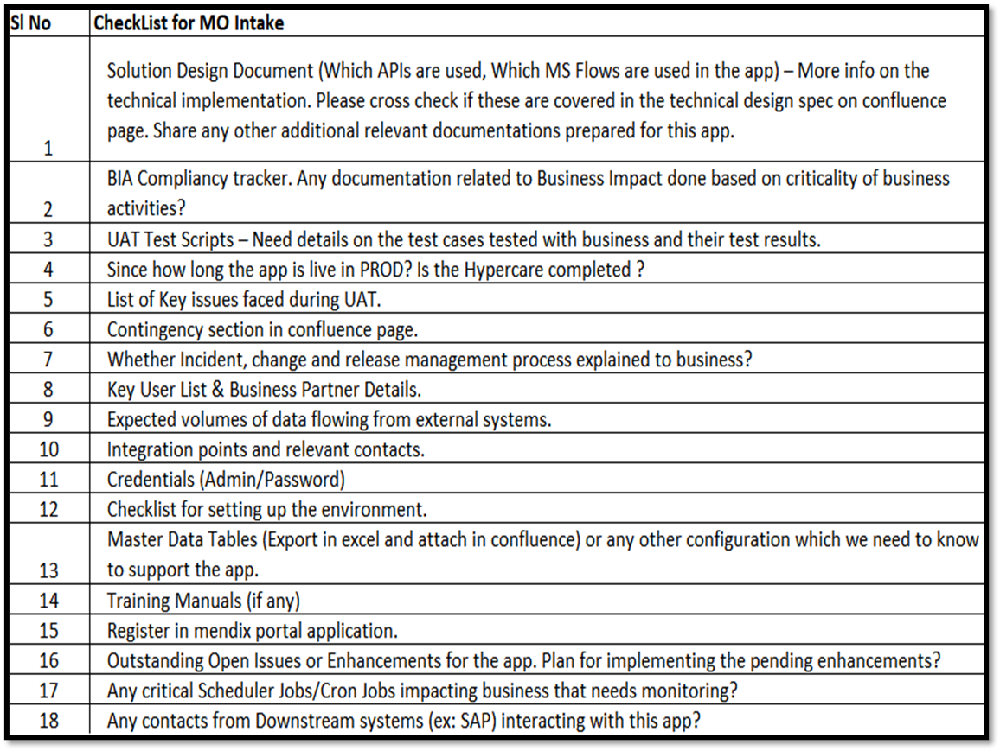 Sl No CheckList for MO Intake
Solution Design Document (Which APIs are used, Which MS Flows are used in the app) – More info on the
technical implementation. Please cross check if these are covered in the technical design spec on confluence
page. Share any other additional relevant documentations prepared for this app.
1
BIA Compliancy tracker. Any documentation related to Business Impact done based on criticality of business
2 activities?
3 UAT Test Scripts – Need details on the test cases tested with business and their test results.
4 Since how long the app is live in PROD? Is the Hypercare completed ?
5 List of Key issues faced during UAT.
6 Contingency section in confluence page.
7 Whether Incident, change and release management process explained to business?
8 Key User List & Business Partner Details.
9 Expected volumes of data flowing from external systems.
10 Integration points and relevant contacts.
11 Credentials (Admin/Password)
12 Checklist for setting up the environment.
Master Data Tables (Export in excel and attach in confluence) or any other configuration which we need to know
13 to support the app.
14 Training Manuals (if any)
15 Register in mendix portal application.
16 Outstanding Open Issues or Enhancements for the app. Plan for implementing the pending enhancements?
17 Any critical Scheduler Jobs/Cron Jobs impacting business that needs monitoring?
18 Any contacts from Downstream systems (ex: SAP) interacting with this app?